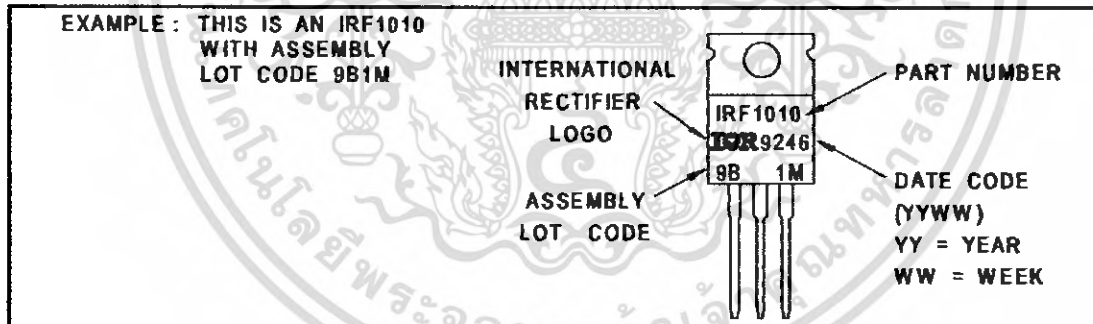 EXAMPLE : THIS IS AN IRF1010
WITH ASSEMBLY
LOT CODE 9B1M
INTERNATIONAL
RECTIFIER
LOGO
ASSEMBLY
LOT CODE
IRF1010
IOR 9246
9B 1M
PART NUMBER
DATE CODE
(YYWW)
YY = YEAR
WW = WEEK